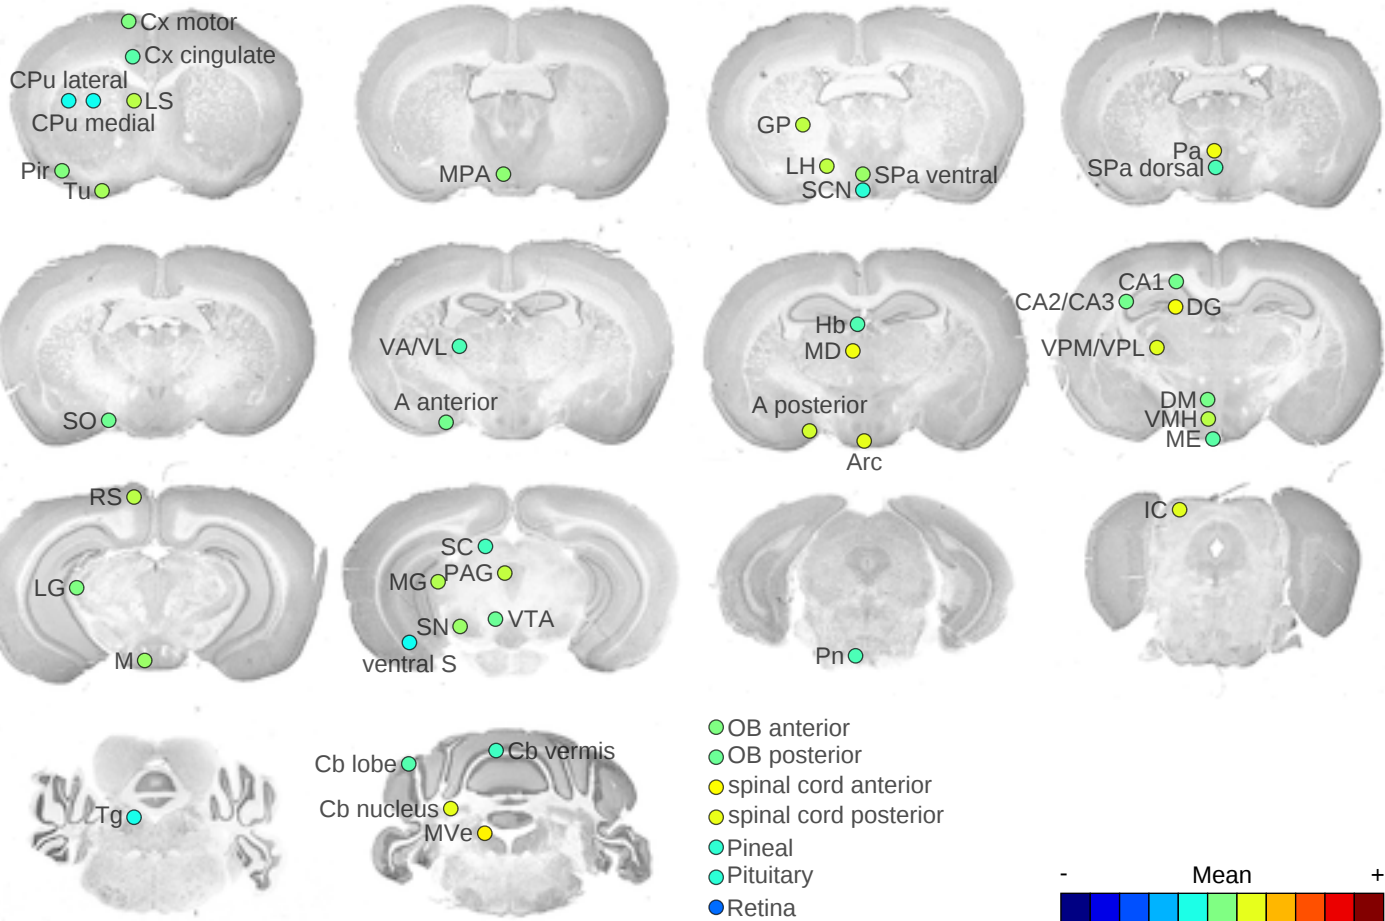 Cx motor
Cx cingulate
CPu lateral
LS
CPu medial
Pir
Tu
MPA
GP
LH
SPa ventral
SCN
Pa
SPa dorsal
SO
VA/VL
A anterior
Hb
MD
A posterior
Arc
CA1
CA2/CA3
DG
VPM/VPL
DM
VMH
ME
RS
LG
M
SC
MG
PAG
SN
VTA
ventral S
Pn
IC
Tg
Cb lobe
Cb vermis
Cb nucleus
MVe
OB anterior
OB posterior
spinal cord anterior
spinal cord posterior
Pineal
Pituitary
Retina
- Mean +